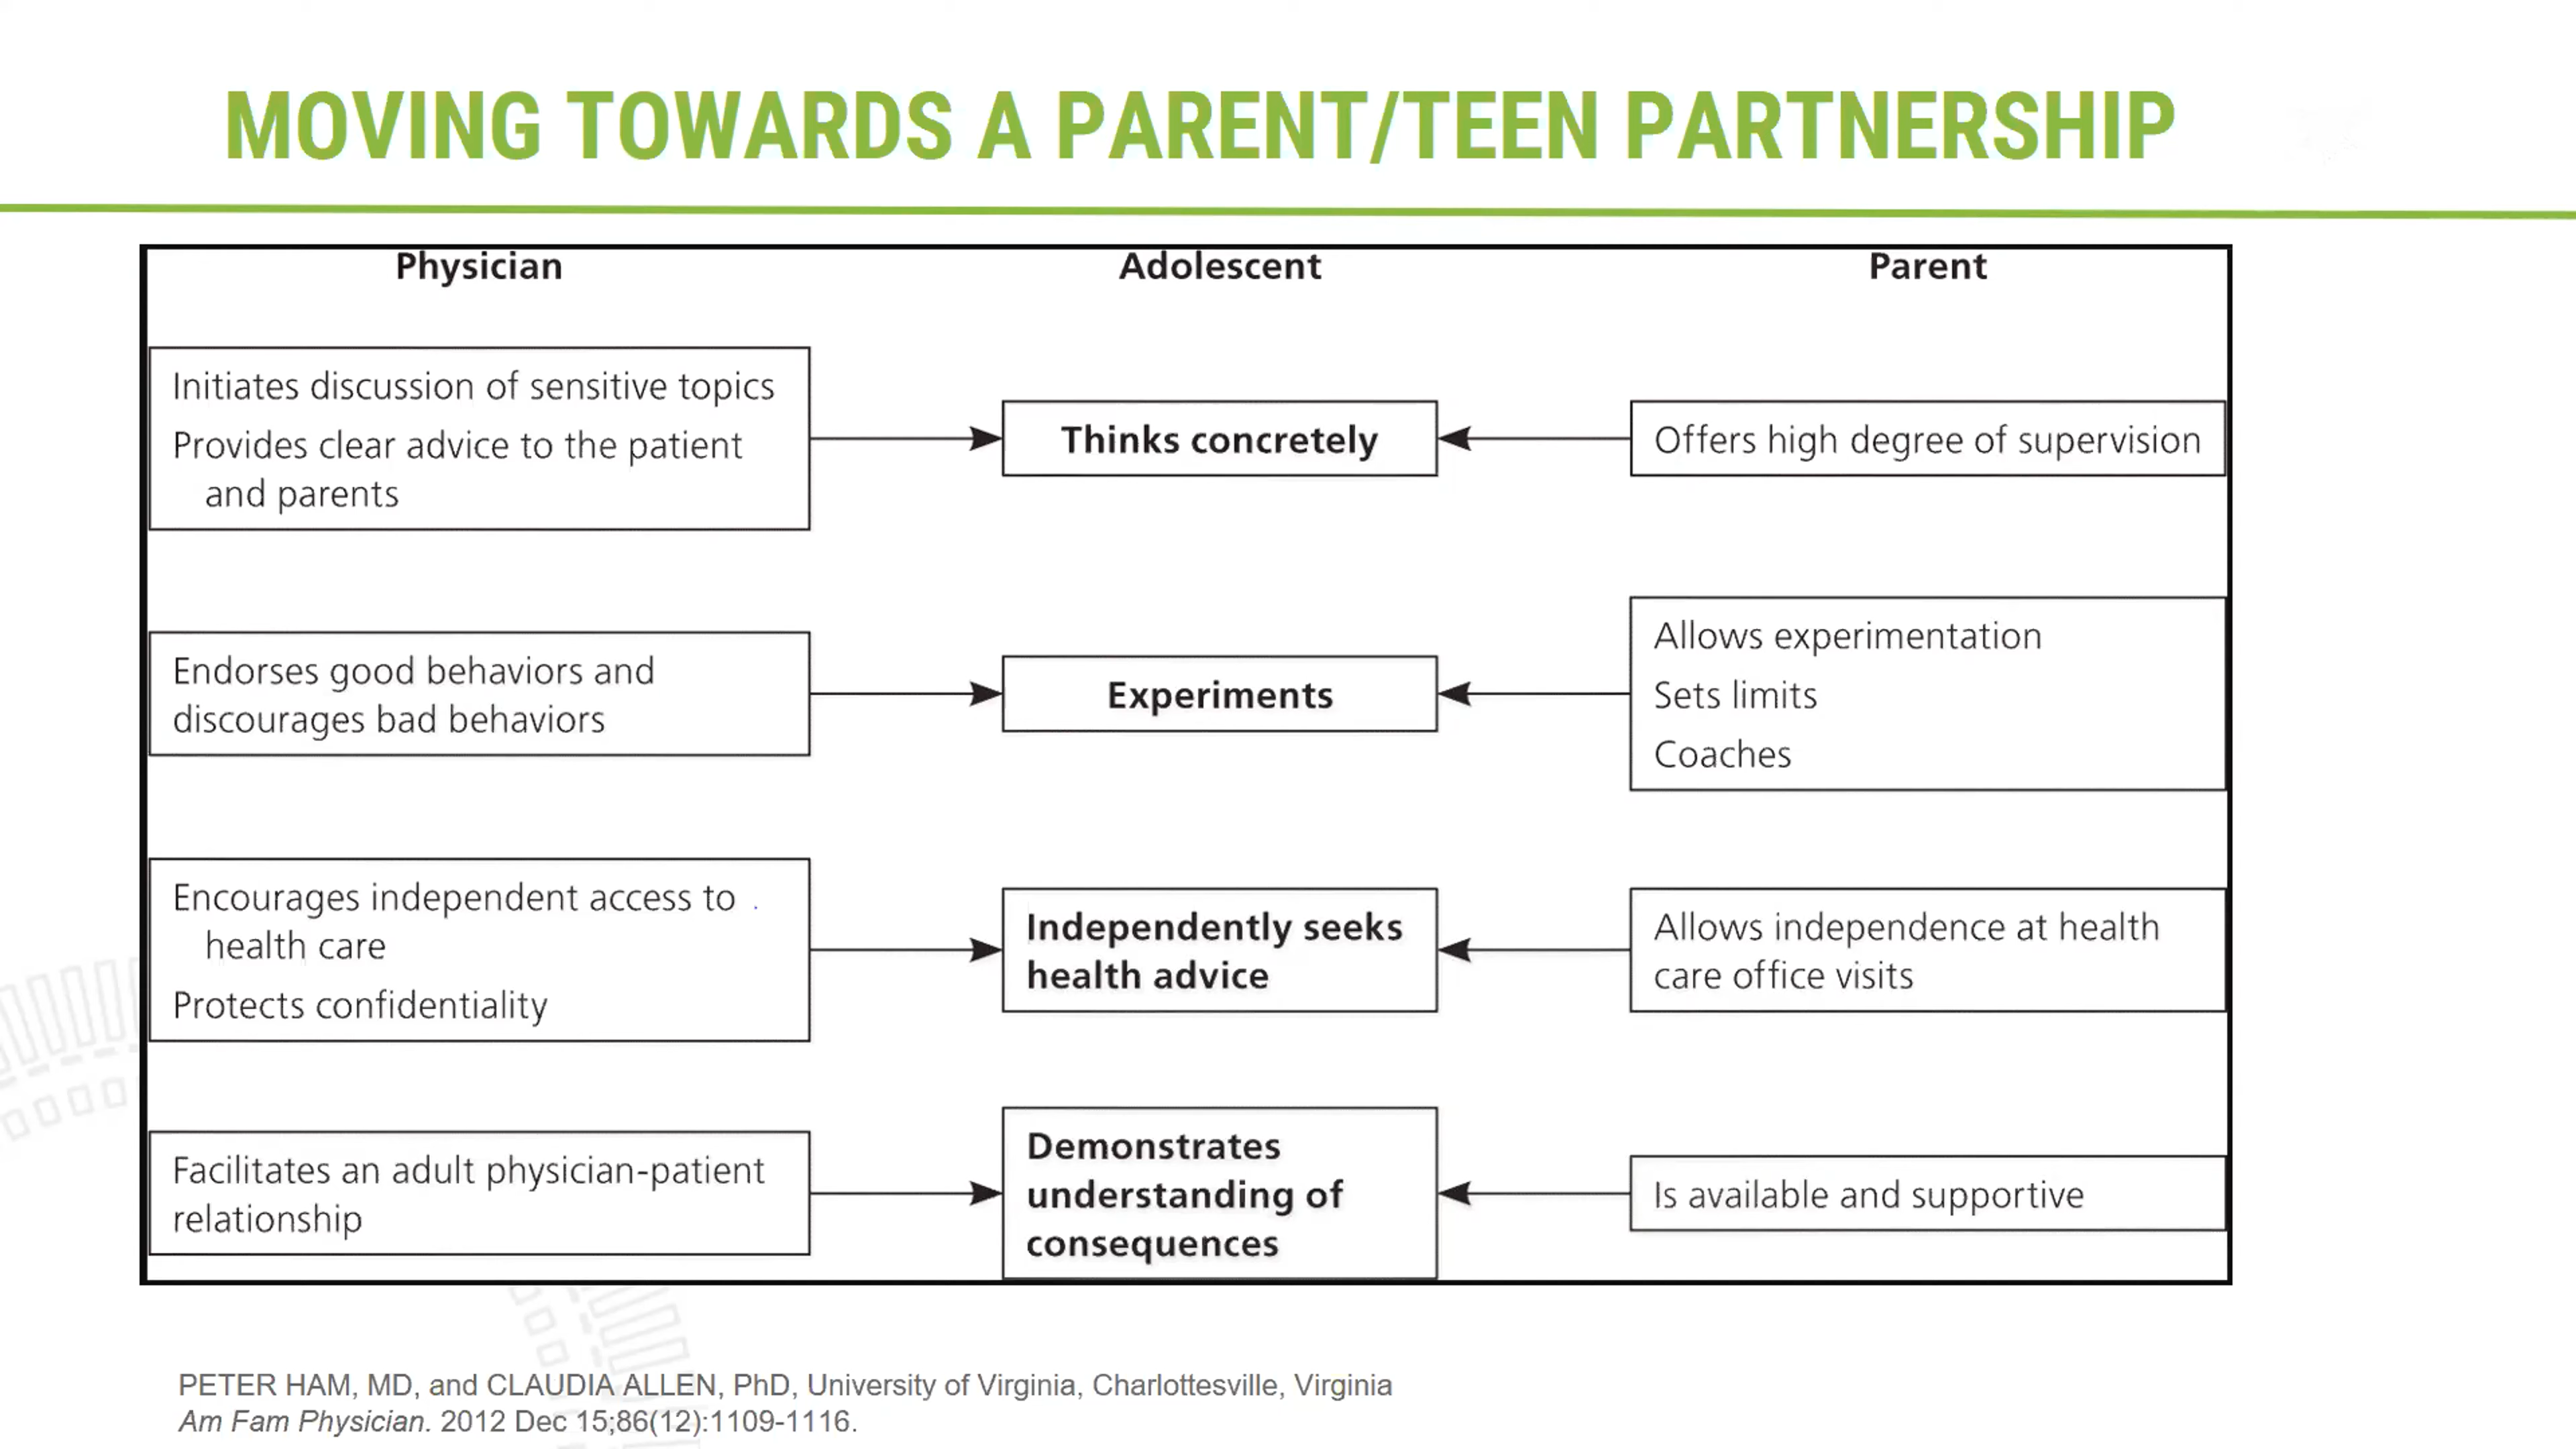 MOVING TOWARDS A PARENT/TEEN PARTNERSHIP
Physician
Adolescent
Parent
Initiates discussion of sensitive topics
Provides clear advice to the patient
and parents
Thinks concretely
Offers high degree of supervision
Endorses good behaviors and
discourages bad behaviors
Experiments
Allows experimentation
Sets limits
Coaches
Encourages independent access to
health care
Protects confidentiality
Independently seeks
health advice
Allows independence at health
care office visits
Facilitates an adult physician-patient
relationship
Demonstrates
understanding of
consequences
Is available and supportive
PETER HAM, MD, and CLAUDIA ALLEN, PhD, University of Virginia, Charlottesville, Virginia
Am Fam Physician. 2012 Dec 15;86(12):1109-1116.